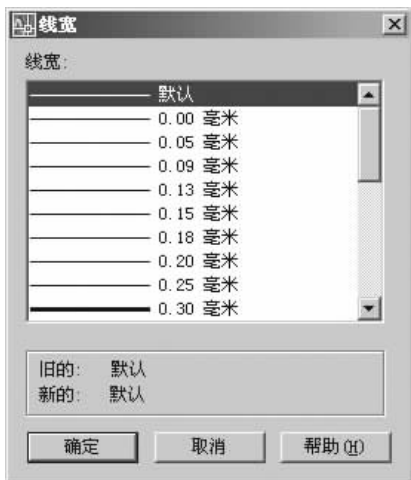 线宽
线宽:
默认
0.00 毫米
0.05 毫米
0.09 毫米
0.13 毫米
0.15 毫米
0.18 毫米
0.20 毫米
0.25 毫米
0.30 毫米
旧的: 默认
新的: 默认
确定 取消 帮助(H)